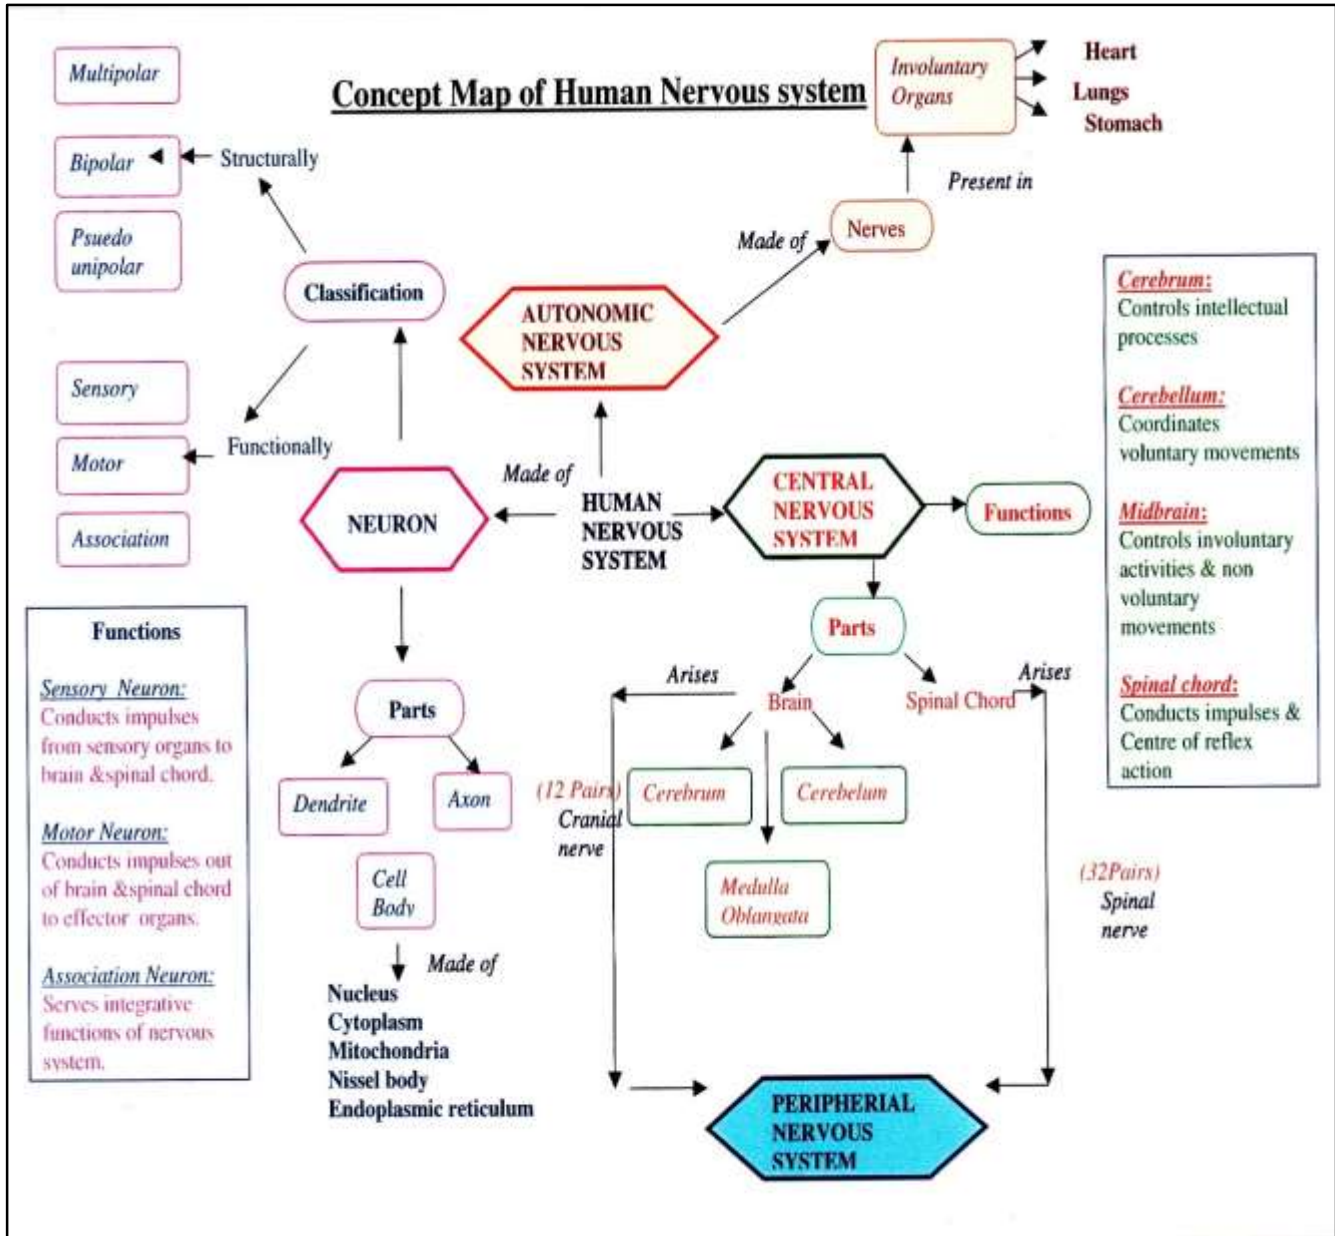 Concept Map of Human Nervous system
Multipolar
Bipolar
Structurally
Psuedo
unipolar
Classification
Sensory
Motor
Functionally
Association
Involuntary
Organs
Heart
Lungs
Stomach
Present in
Nerves
Made of
AUTONOMIC
NERVOUS
SYSTEM
Made of
NEURON
HUMAN
NERVOUS
SYSTEM
CENTRAL
NERVOUS
SYSTEM
Functions
Cerebrum:
Controls intellectual
processes
Cerebellum:
Coordinates
voluntary movements
Midbrain:
Controls involuntary
activities & non
voluntary
movements
Spinal chord:
Conducts impulses &
Centre of reflex
action
Functions
Sensory Neuron:
Conducts impulses
from sensory organs to
brain &spinal chord.
Motor Neuron:
Conducts impulses out
of brain &spinal chord
to effector organs.
Association Neuron:
Serves integrative
functions of nervous
system.
Parts
Dendrite
Axon
Cell
Body
Made of
Nucleus
Cytoplasm
Mitochondria
Nissel body
Endoplasmic reticulum
Parts
Arises
Brain
Spinal Chord
Arises
(12 Pairs)
Cranial
nerve
Cerebrum
Cerebelum
Medulla
Oblangata
(32Pairs)
Spinal
nerve
PERIPHERIAL
NERVOUS
SYSTEM